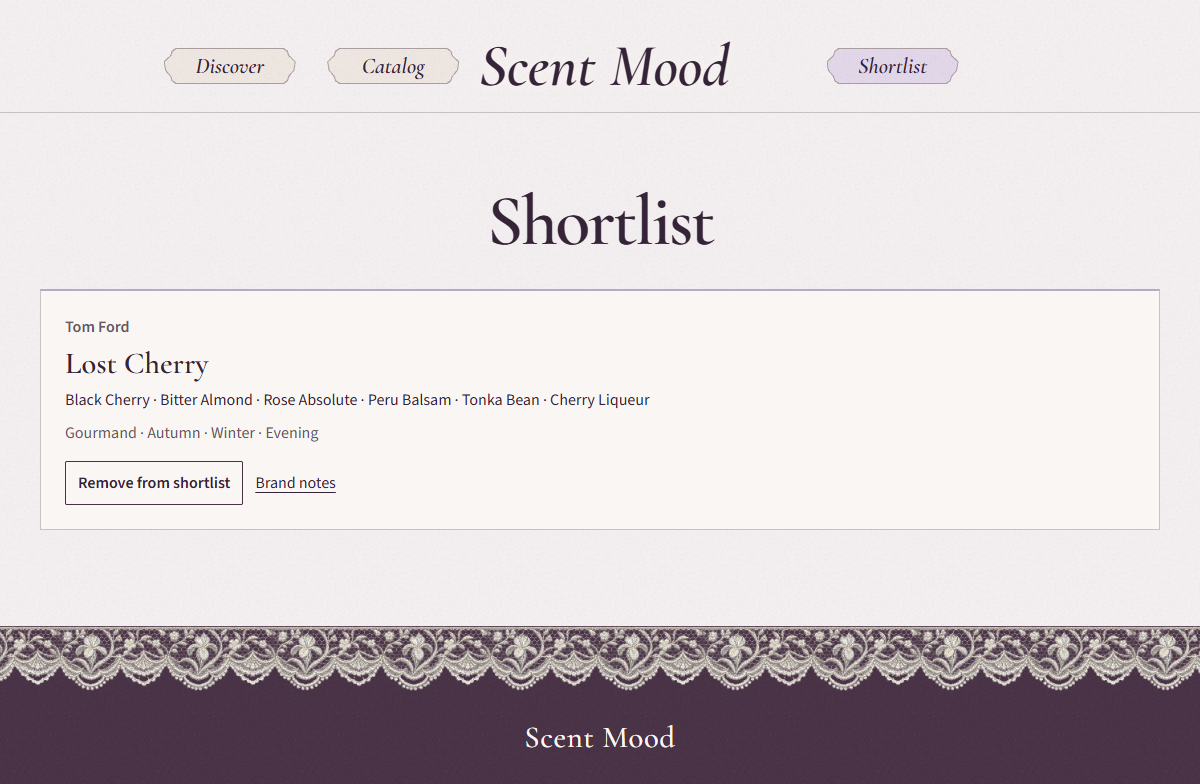 Discover
Catalog
Scent Mood
Shortlist
Shortlist
Tom Ford
Lost Cherry
Black Cherry · Bitter Almond · Rose Absolute · Peru Balsam · Tonka Bean · Cherry Liqueur
Gourmand · Autumn · Winter · Evening
Remove from shortlist
Brand notes
Scent Mood